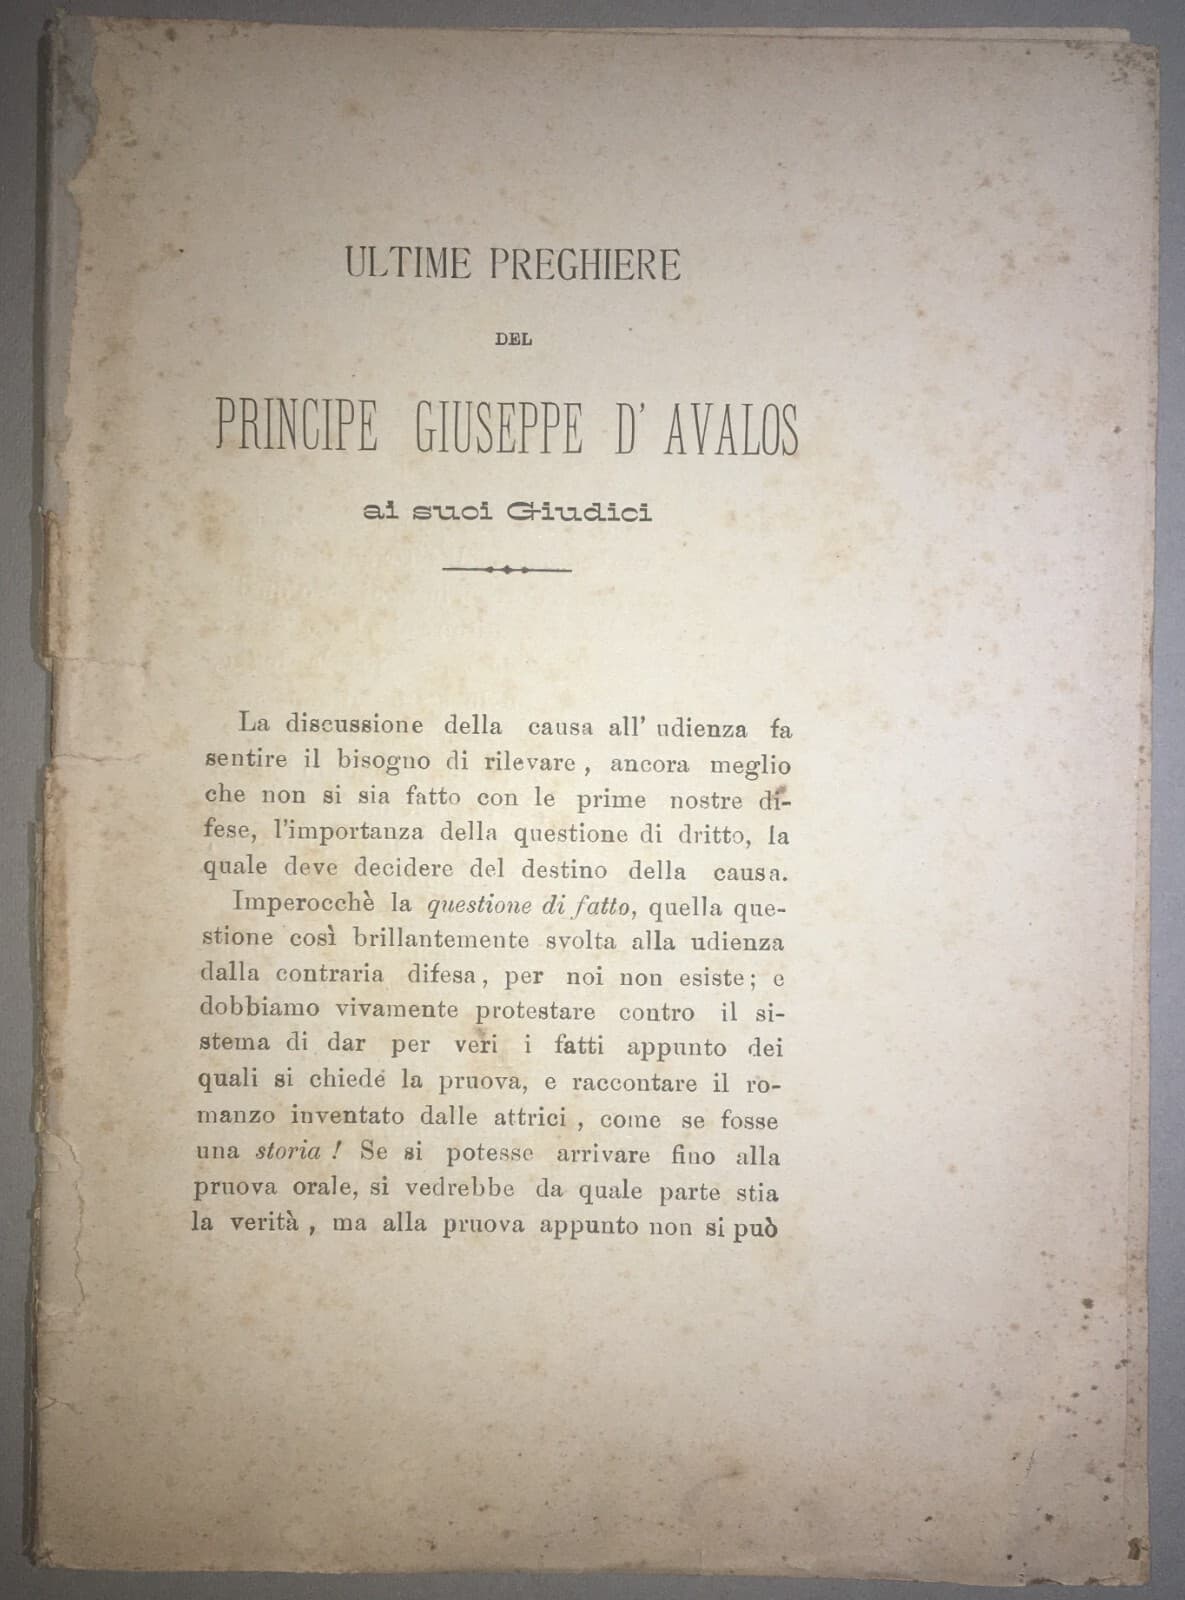 ULTIME PREGHIERE
DEL
PRINCIPE GIUSEPPE D' AVALOS
ai suoi Giudici
La discussione della causa all' udienza fa
sentire il bisogno di rilevare , ancora meglio
che non si sia fatto con le prime nostre di-
fese, l'importanza della questione di dritto, la
quale deve decidere del destino della causa.
Imperocchè la questione di fatto, quella que-
stione così brillantemente svolta alla udienza
dalla contraria difesa , per noi non esiste ; e
dobbiamo vivamente protestare contro il si-
stema di dar per veri i fatti appunto dei
quali si chiede la pruova, e raccontare il ro-
manzo inventato dalle attrici , come se fosse
una storia ! Se si potesse arrivare fino alla
pruova orale, si vedrebbe da quale parte stia
la verità , ma alla pruova appunto non si può